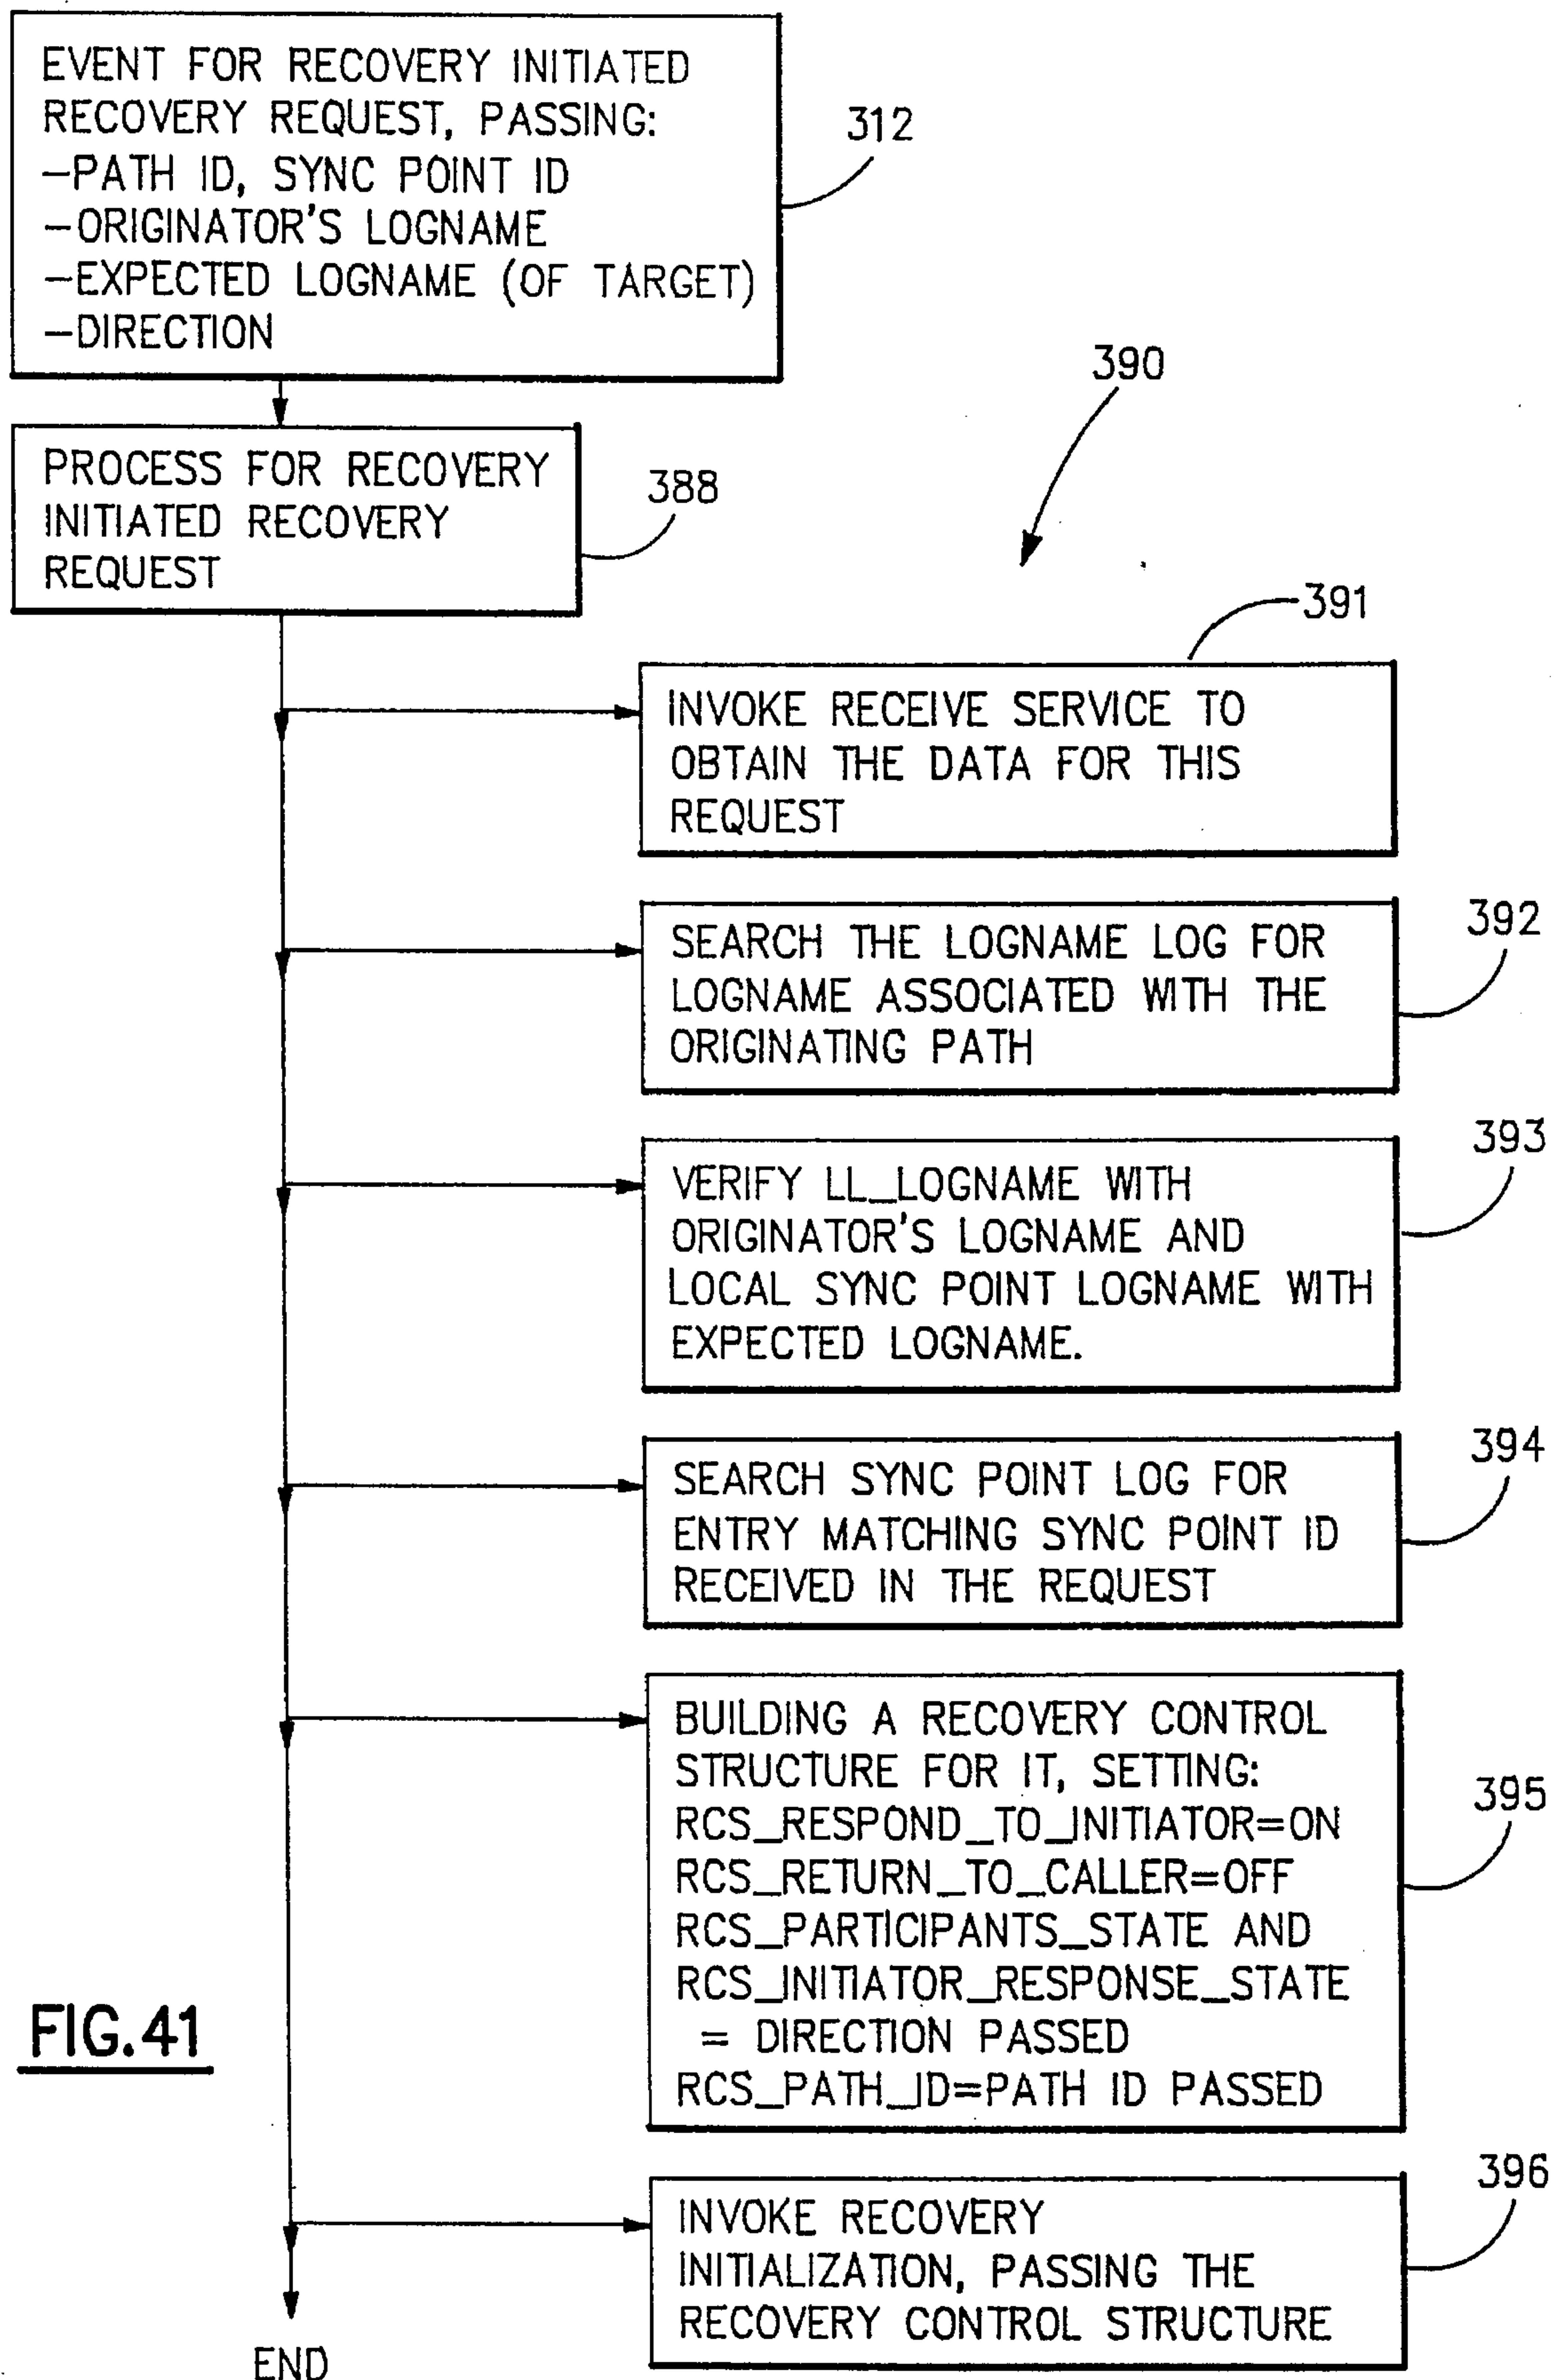 EVENT FOR RECOVERY INITIATED
RECOVERY REQUEST, PASSING:
-PATH ID, SYNC POINT ID
-ORIGINATOR'S LOGNAME
-EXPECTED LOGNAME (OF TARGET)
-DIRECTION
312
PROCESS FOR RECOVERY
INITIATED RECOVERY
REQUEST
388
390
391
INVOKE RECEIVE SERVICE TO
OBTAIN THE DATA FOR THIS
REQUEST
392
SEARCH THE LOGNAME LOG FOR
LOGNAME ASSOCIATED WITH THE
ORIGINATING PATH
393
VERIFY LL_LOGNAME WITH
ORIGINATOR'S LOGNAME AND
LOCAL SYNC POINT LOGNAME WITH
EXPECTED LOGNAME.
394
SEARCH SYNC POINT LOG FOR
ENTRY MATCHING SYNC POINT ID
RECEIVED IN THE REQUEST
395
BUILDING A RECOVERY CONTROL
STRUCTURE FOR IT, SETTING:
RCS_RESPOND_TO_INITIATOR=ON
RCS_RETURN_TO_CALLER=OFF
RCS_PARTICIPANTS_STATE AND
RCS_INITIATOR_RESPONSE_STATE
= DIRECTION PASSED
RCS_PATH_ID=PATH ID PASSED
396
INVOKE RECOVERY
INITIALIZATION, PASSING THE
RECOVERY CONTROL STRUCTURE
END
FIG.41